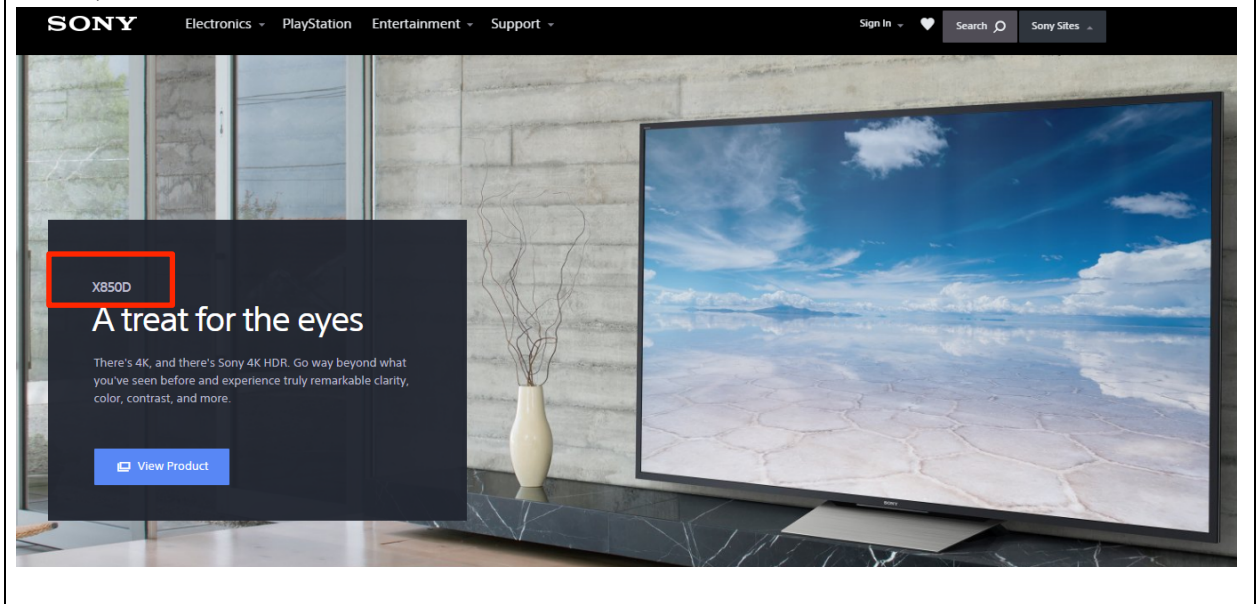 SONY
Electronics PlayStation Entertainment Support
Sign In Search Sony Sites
X850D
A treat for the eyes
There's 4K, and there's Sony 4K HDR. Go way beyond what
you've seen before and experience truly remarkable clarity,
color, contrast, and more.
View Product
SONY